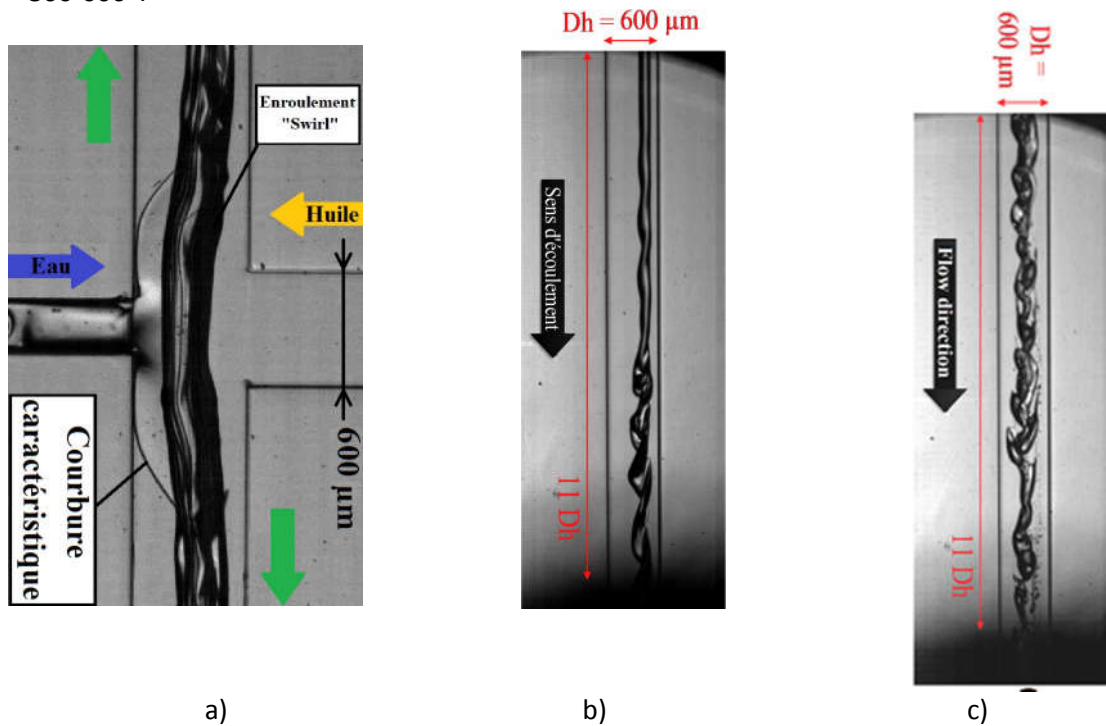 Enroulement
"Swirl"
Huile
Eau
600 µm
Courbure
caractéristique
a)
Dh = 600 µm
Sens d'écoulement
11 Dh
b)
Dh =
600 µm
Flow direction
11 Dh
c)